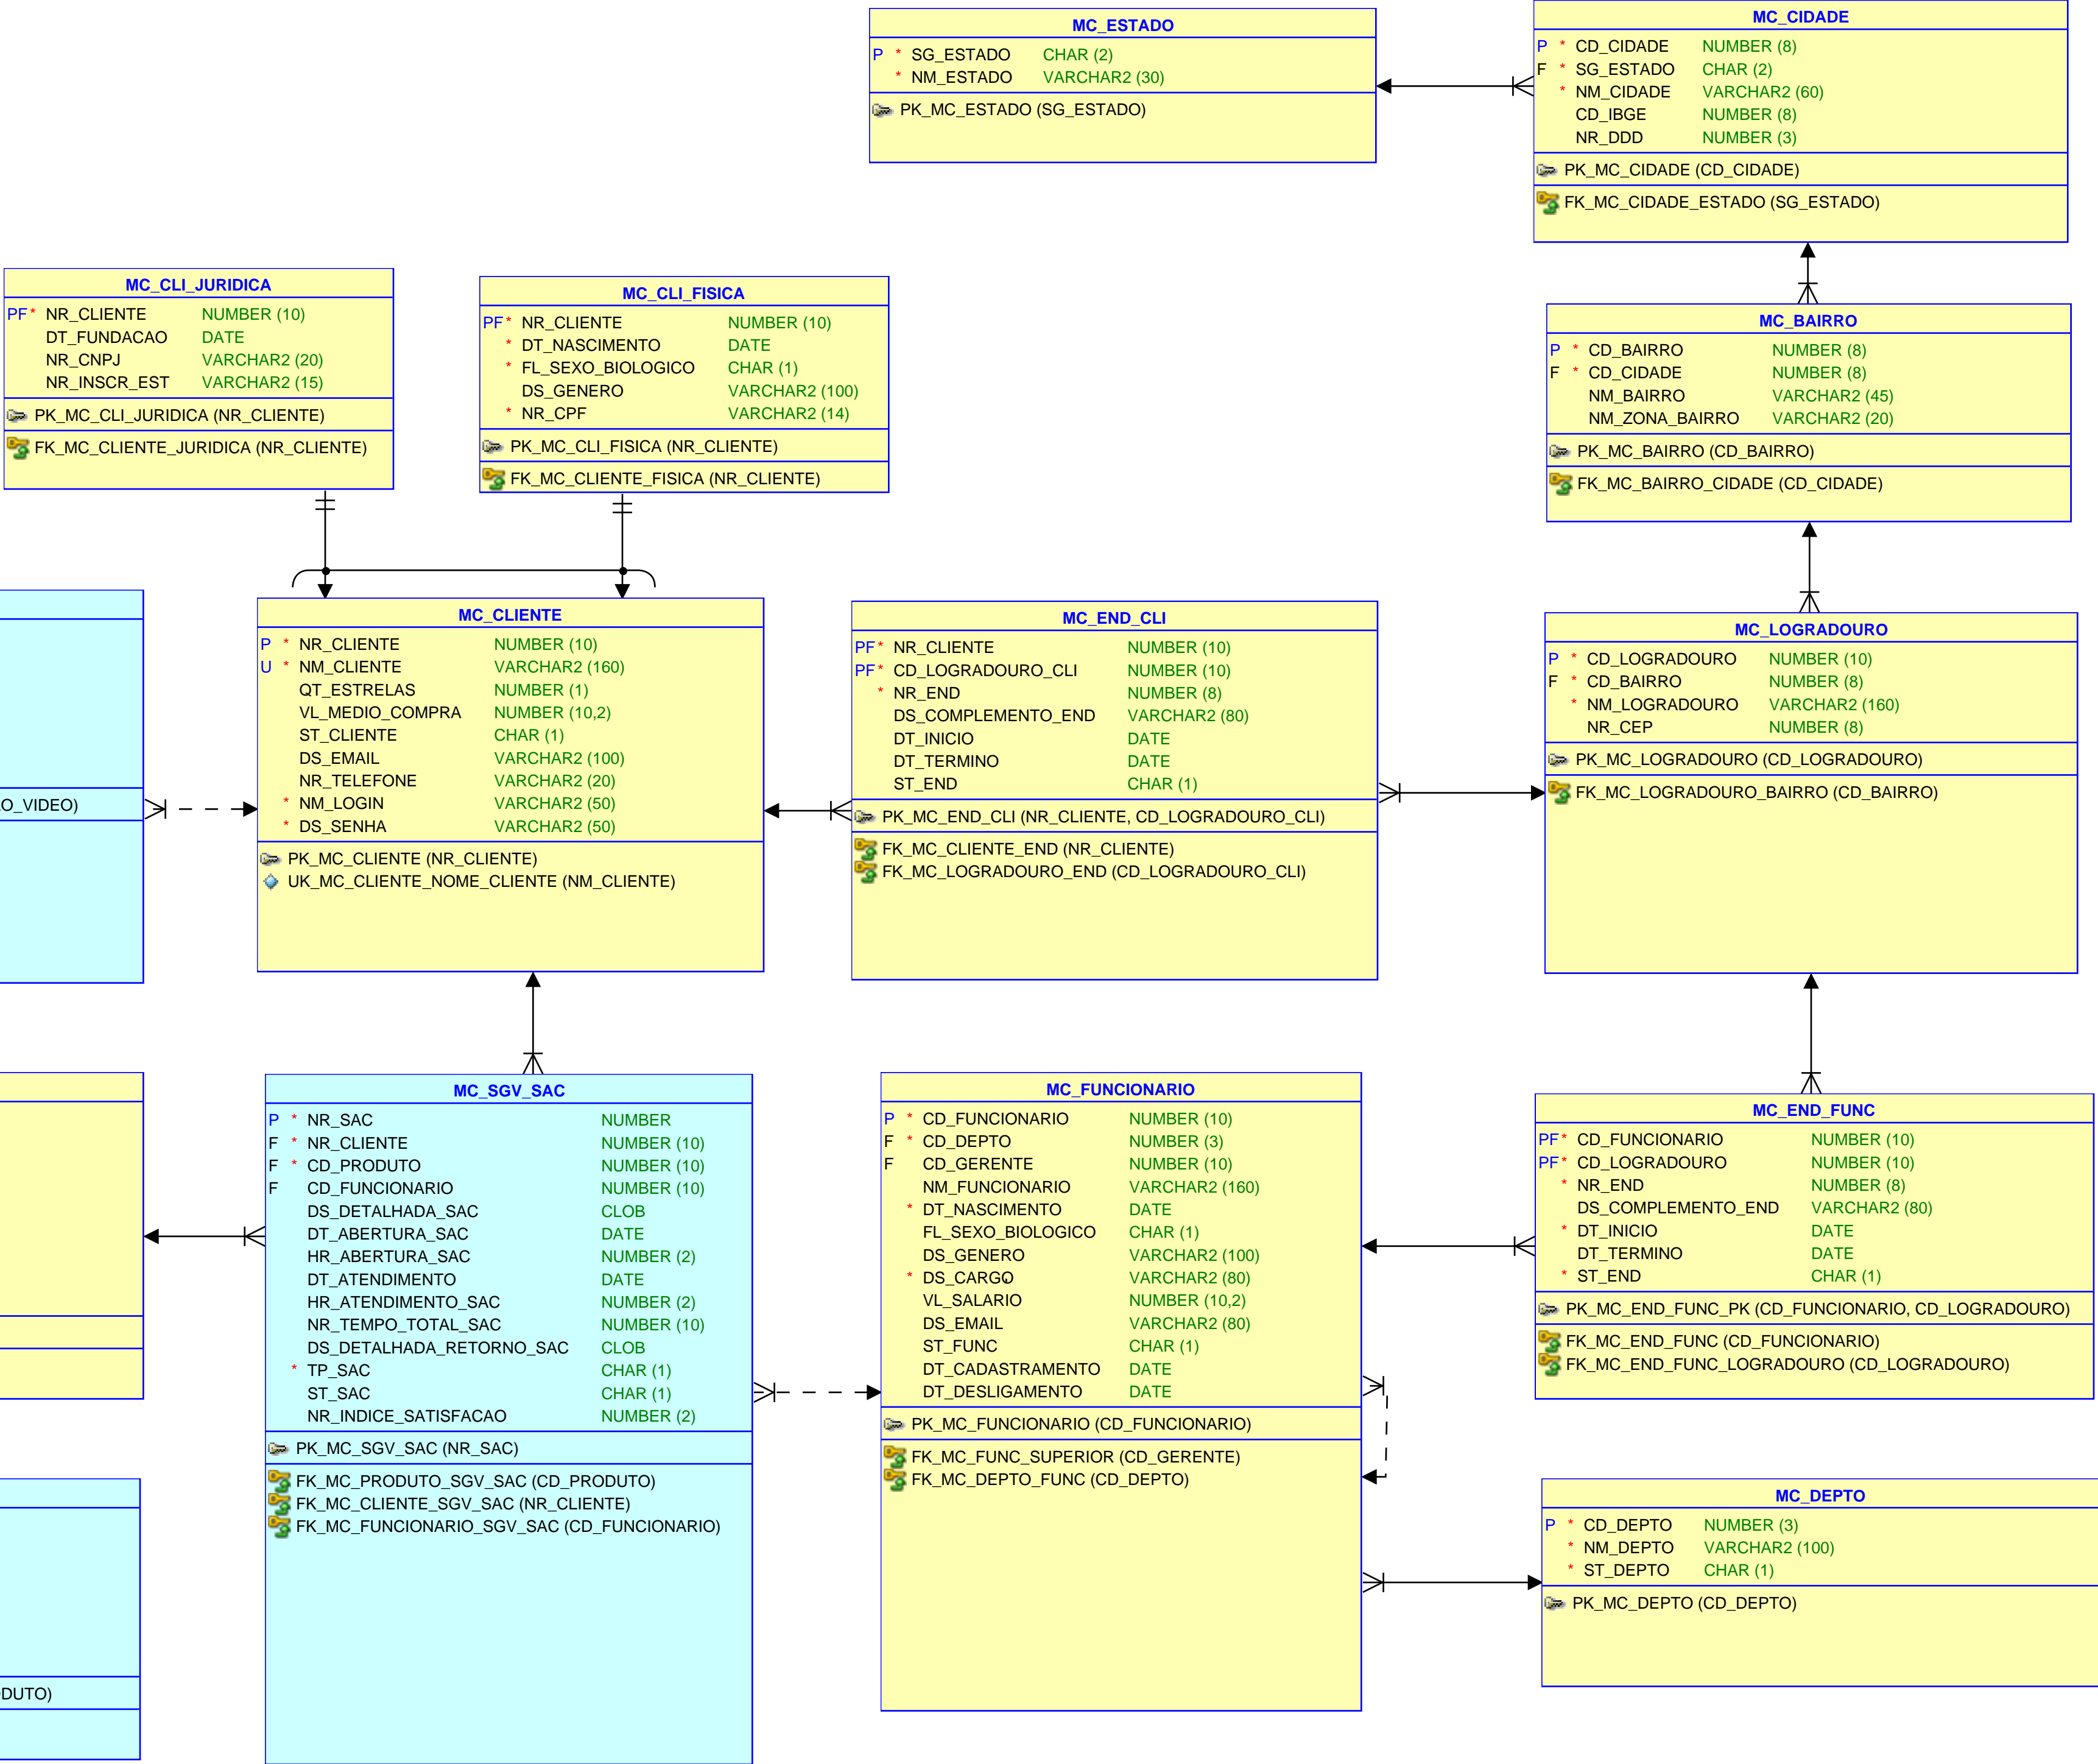 MC_ESTADO
P * SG_ESTADO CHAR (2)
* NM_ESTADO VARCHAR2 (30)
PK_MC_ESTADO (SG_ESTADO)
MC_CIDADE
P * CD_CIDADE NUMBER (8)
F * SG_ESTADO CHAR (2)
* NM_CIDADE VARCHAR2 (60)
CD_IBGE NUMBER (8)
NR_DDD NUMBER (3)
PK_MC_CIDADE (CD_CIDADE)
FK_MC_CIDADE_ESTADO (SG_ESTADO)
MC_CLI_JURIDICA
PF * NR_CLIENTE NUMBER (10)
DT_FUNDACAO DATE
NR_CNPJ VARCHAR2 (20)
NR_INSCR_EST VARCHAR2 (15)
PK_MC_CLI_JURIDICA (NR_CLIENTE)
FK_MC_CLIENTE_JURIDICA (NR_CLIENTE)
MC_CLI_FISICA
PF * NR_CLIENTE NUMBER (10)
* DT_NASCIMENTO DATE
* FL_SEXO_BIOLOGICO CHAR (1)
DS_GENERO VARCHAR2 (100)
* NR_CPF VARCHAR2 (14)
PK_MC_CLI_FISICA (NR_CLIENTE)
FK_MC_CLIENTE_FISICA (NR_CLIENTE)
MC_BAIRRO
P * CD_BAIRRO NUMBER (8)
F * CD_CIDADE NUMBER (8)
NM_BAIRRO VARCHAR2 (45)
NM_ZONA_BAIRRO VARCHAR2 (20)
PK_MC_BAIRRO (CD_BAIRRO)
FK_MC_BAIRRO_CIDADE (CD_CIDADE)
O_VIDEO)
MC_CLIENTE
P * NR_CLIENTE NUMBER (10)
U * NM_CLIENTE VARCHAR2 (160)
QT_ESTRELAS NUMBER (1)
VL_MEDIO_COMPRA NUMBER (10,2)
ST_CLIENTE CHAR (1)
DS_EMAIL VARCHAR2 (100)
NR_TELEFONE VARCHAR2 (20)
* NM_LOGIN VARCHAR2 (50)
* DS_SENHA VARCHAR2 (50)
PK_MC_CLIENTE (NR_CLIENTE)
UK_MC_CLIENTE_NOME_CLIENTE (NM_CLIENTE)
MC_END_CLI
PF * NR_CLIENTE NUMBER (10)
PF * CD_LOGRADOURO_CLI NUMBER (10)
* NR_END NUMBER (8)
DS_COMPLEMENTO_END VARCHAR2 (80)
DT_INICIO DATE
DT_TERMINO DATE
ST_END CHAR (1)
PK_MC_END_CLI (NR_CLIENTE, CD_LOGRADOURO_CLI)
FK_MC_CLIENTE_END (NR_CLIENTE)
FK_MC_LOGRADOURO_END (CD_LOGRADOURO_CLI)
MC_LOGRADOURO
P * CD_LOGRADOURO NUMBER (10)
F * CD_BAIRRO NUMBER (8)
* NM_LOGRADOURO VARCHAR2 (160)
NR_CEP NUMBER (8)
PK_MC_LOGRADOURO (CD_LOGRADOURO)
FK_MC_LOGRADOURO_BAIRRO (CD_BAIRRO)
MC_SGV_SAC
P * NR_SAC NUMBER
F * NR_CLIENTE NUMBER (10)
F * CD_PRODUTO NUMBER (10)
F CD_FUNCIONARIO NUMBER (10)
DS_DETALHADA_SAC CLOB
DT_ABERTURA_SAC DATE
HR_ABERTURA_SAC NUMBER (2)
DT_ATENDIMENTO DATE
HR_ATENDIMENTO_SAC NUMBER (2)
NR_TEMPO_TOTAL_SAC NUMBER (10)
DS_DETALHADA_RETORNO_SAC CLOB
* TP_SAC CHAR (1)
ST_SAC CHAR (1)
NR_INDICE_SATISFACAO NUMBER (2)
PK_MC_SGV_SAC (NR_SAC)
FK_MC_PRODUTO_SGV_SAC (CD_PRODUTO)
FK_MC_CLIENTE_SGV_SAC (NR_CLIENTE)
FK_MC_FUNCIONARIO_SGV_SAC (CD_FUNCIONARIO)
MC_FUNCIONARIO
P * CD_FUNCIONARIO NUMBER (10)
F * CD_DEPTO NUMBER (3)
F CD_GERENTE NUMBER (10)
NM_FUNCIONARIO VARCHAR2 (160)
* DT_NASCIMENTO DATE
FL_SEXO_BIOLOGICO CHAR (1)
DS_GENERO VARCHAR2 (100)
* DS_CARGO VARCHAR2 (80)
VL_SALARIO NUMBER (10,2)
DS_EMAIL VARCHAR2 (80)
ST_FUNC CHAR (1)
DT_CADASTRAMENTO DATE
DT_DESLIGAMENTO DATE
PK_MC_FUNCIONARIO (CD_FUNCIONARIO)
FK_MC_FUNC_SUPERIOR (CD_GERENTE)
FK_MC_DEPTO_FUNC (CD_DEPTO)
MC_END_FUNC
PF * CD_FUNCIONARIO NUMBER (10)
PF * CD_LOGRADOURO NUMBER (10)
* NR_END NUMBER (8)
DS_COMPLEMENTO_END VARCHAR2 (80)
* DT_INICIO DATE
DT_TERMINO DATE
* ST_END CHAR (1)
PK_MC_END_FUNC_PK (CD_FUNCIONARIO, CD_LOGRADOURO)
FK_MC_END_FUNC (CD_FUNCIONARIO)
FK_MC_END_FUNC_LOGRADOURO (CD_LOGRADOURO)
MC_DEPTO
P * CD_DEPTO NUMBER (3)
* NM_DEPTO VARCHAR2 (100)
* ST_DEPTO CHAR (1)
PK_MC_DEPTO (CD_DEPTO)
DUTO)